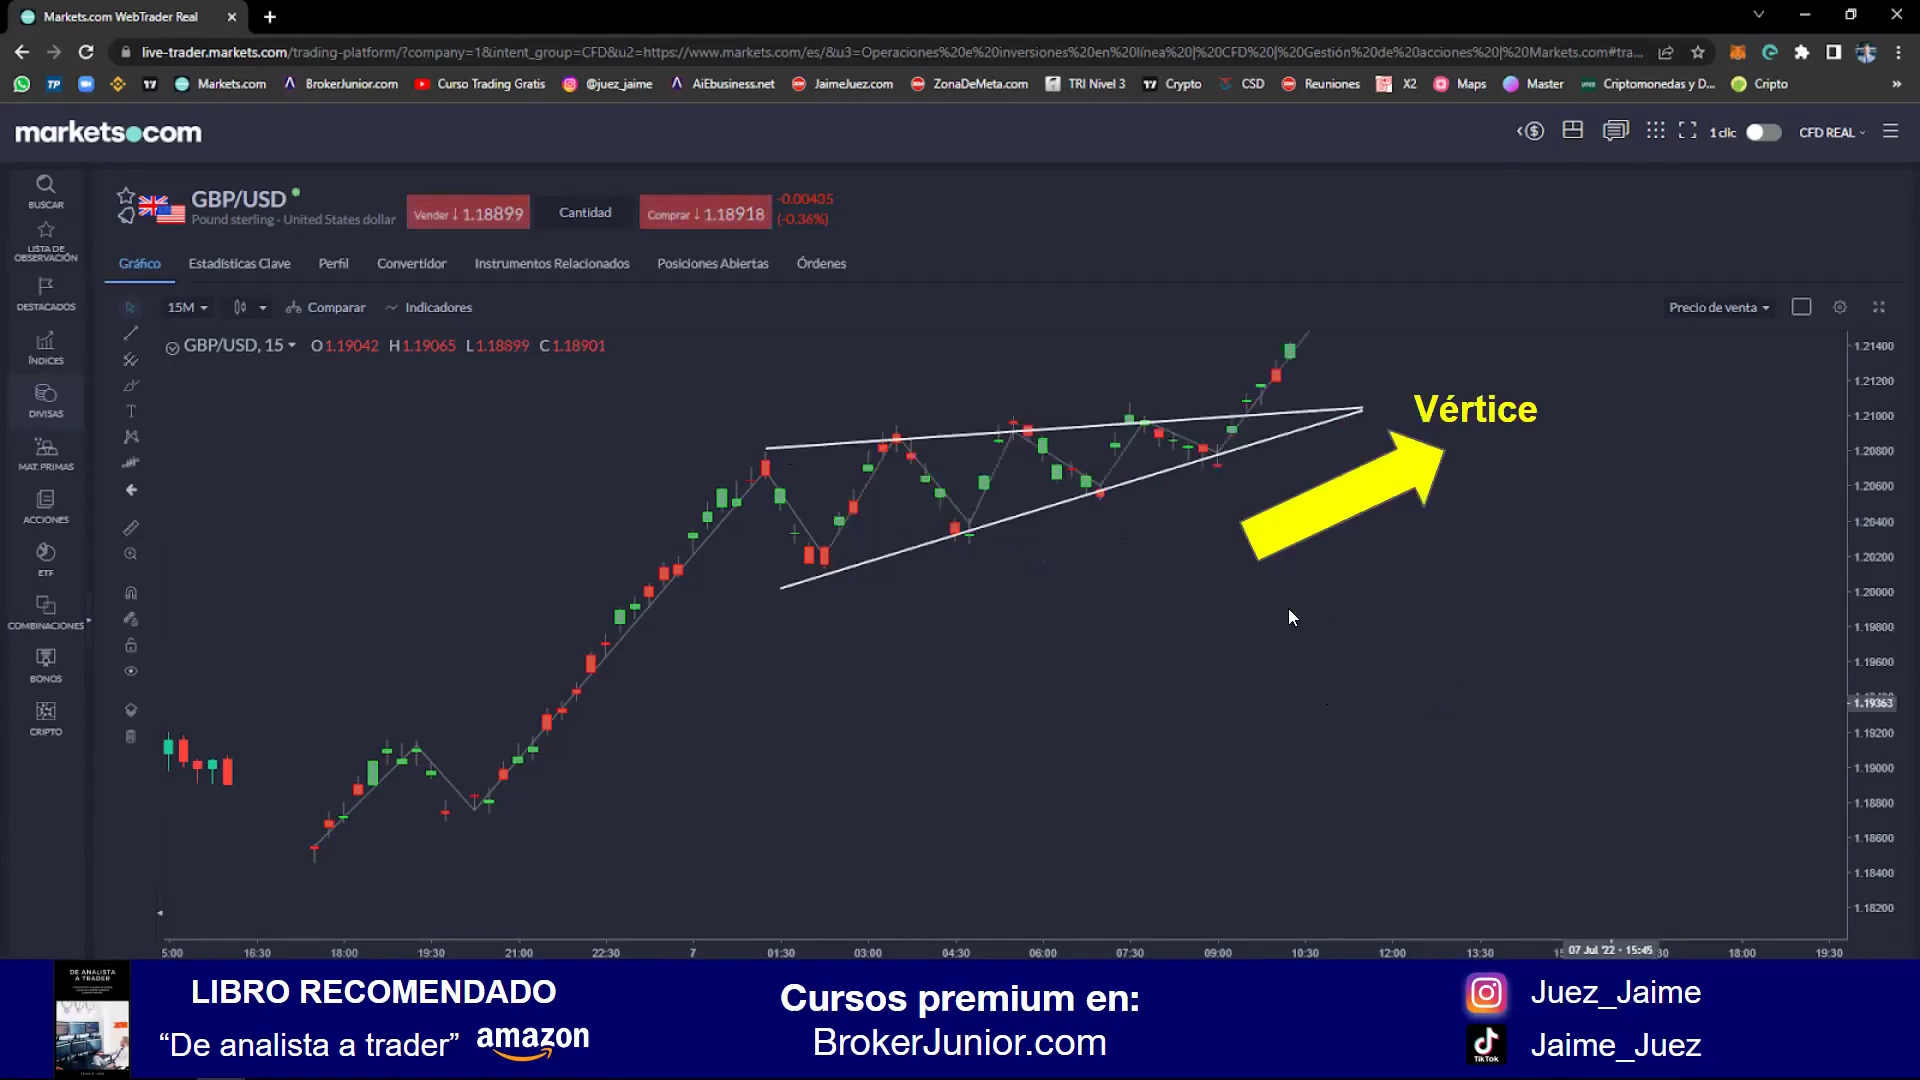 Markets.com WebTrader Real
live-trader.markets.com/trading-platform/?company=1&intent_group=CFD&u2=https://www.markets.com/es/&u3=Operaciones%20e%20inversiones%20en%20línea%20|%20CFD%20|%20Gestión%20de%20acciones%20|%20Markets.com#tra...
TP Markets.com BrokerJunior.com Curso Trading Gratis @juez_jaime AiEbusiness.net JaimeJuez.com ZonaDeMeta.com TRI Nivel 3 Crypto CSD Reuniones X2 Maps Master Criptomonedas y D... Cripto »
markets.com
1 clic CFD REAL
BUSCAR
LISTA DE OBSERVACIÓN
DESTACADOS
ÍNDICES
DIVISAS
MAT. PRIMAS
ACCIONES
ETF
COMBINACIONES
BONOS
CRIPTO
GBP/USD
Pound sterling - United States dollar
Vender ↓ 1.18899
Cantidad
Comprar ↓ 1.18918
-0.00435
(-0.36%)
Gráfico Estadísticas Clave Perfil Convertidor Instrumentos Relacionados Posiciones Abiertas Órdenes
15M Comparar Indicadores Precio de venta
GBP/USD, 15 O1.19042 H1.19065 L1.18899 C1.18901
Vértice
1.21400
1.21200
1.21000
1.20800
1.20600
1.20400
1.20200
1.20000
1.19800
1.19600
1.19363
1.19200
1.19000
1.18800
1.18600
1.18400
1.18200
5:00 16:30 18:00 19:30 21:00 22:30 7 01:30 03:00 04:30 06:00 07:30 09:00 10:30 12:00 13:30 07 Jul '22 - 15:45 18:00 19:30
DE ANALISTA
A TRADER
LIBRO RECOMENDADO
“De analista a trader” amazon
Cursos premium en:
BrokerJunior.com
Juez_Jaime
TikTok
Jaime_Juez